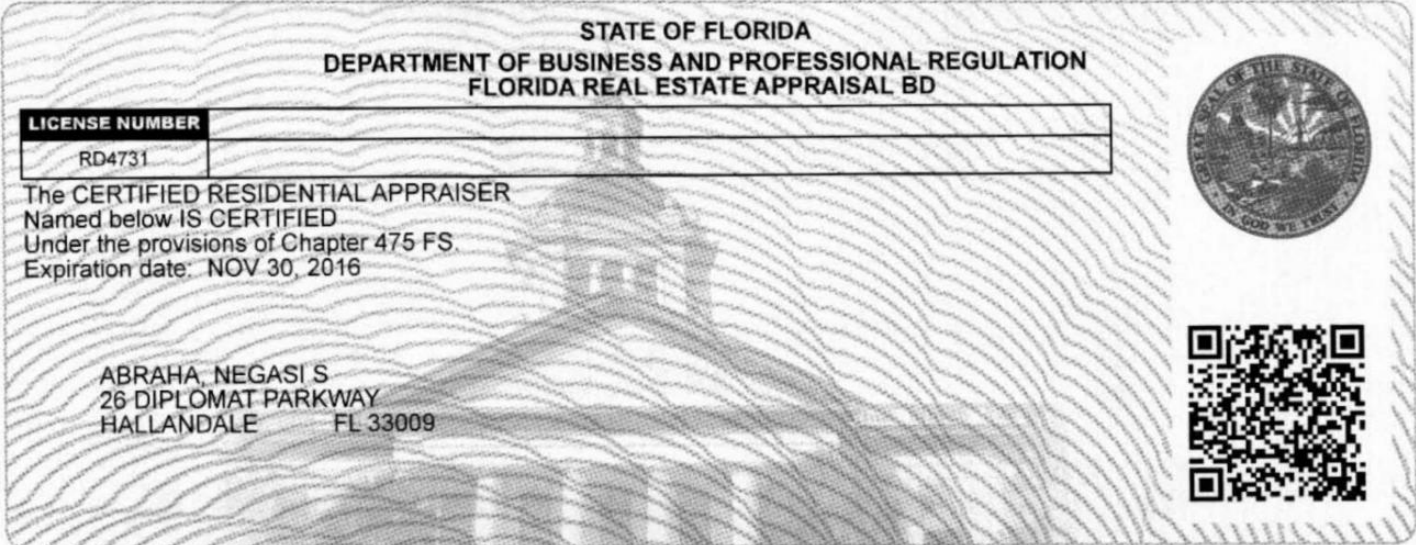 STATE OF FLORIDA
DEPARTMENT OF BUSINESS AND PROFESSIONAL REGULATION
FLORIDA REAL ESTATE APPRAISAL BD
LICENSE NUMBER
RD4731
The CERTIFIED RESIDENTIAL APPRAISER
Named below IS CERTIFIED
Under the provisions of Chapter 475 FS.
Expiration date: NOV 30, 2016
ABRAHA, NEGASI S
26 DIPLOMAT PARKWAY
HALLANDALE FL 33009
GREAT SEAL OF THE STATE OF FLORIDA
IN GOD WE TRUST